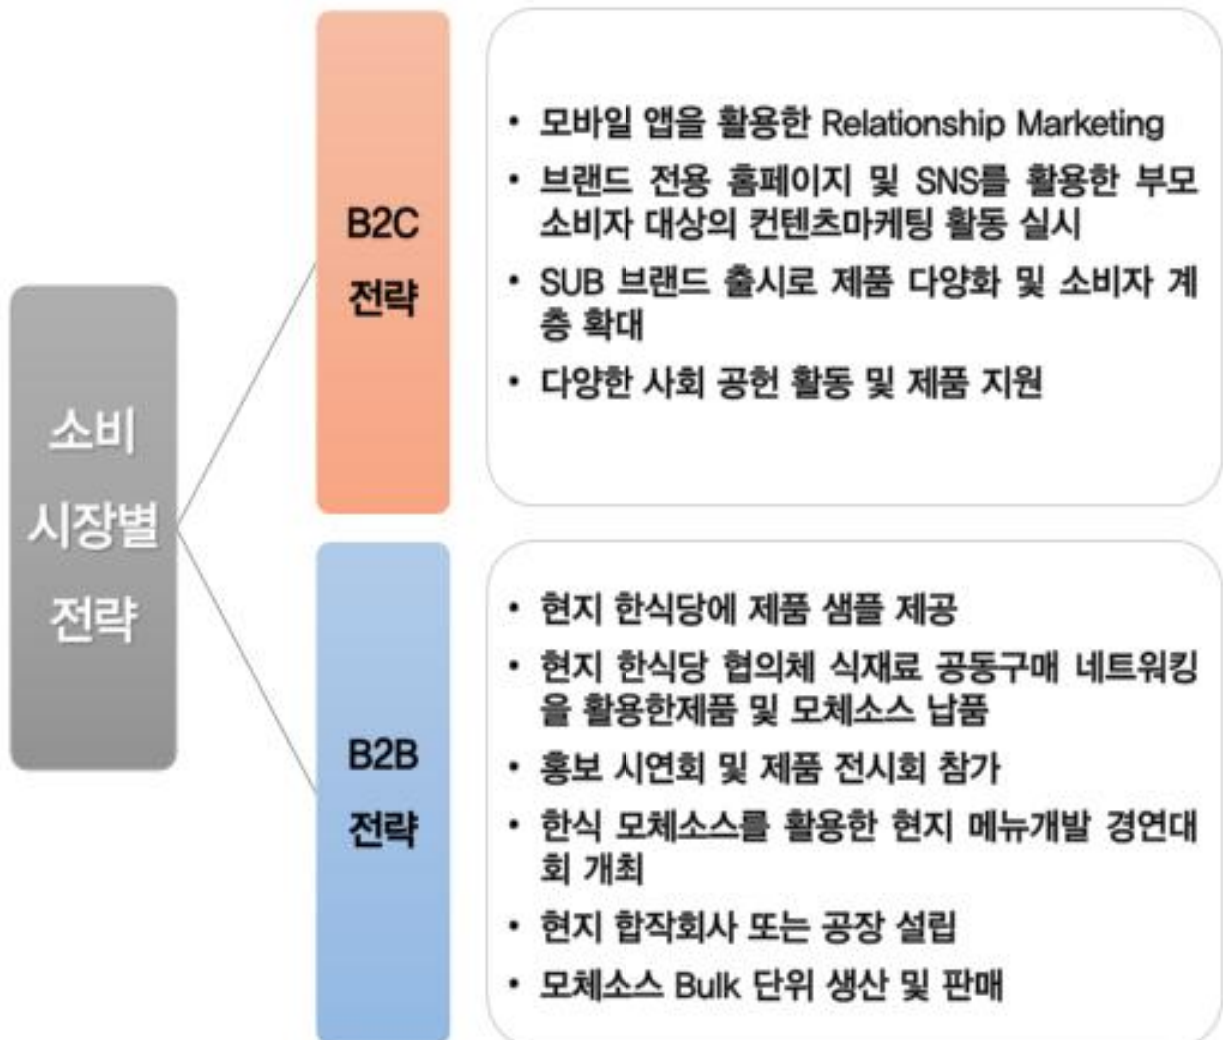 소비
시장별
전략
B2C
전략
• 모바일 앱을 활용한 Relationship Marketing
• 브랜드 전용 홈페이지 및 SNS를 활용한 부모
소비자 대상의 컨텐츠마케팅 활동 실시
• SUB 브랜드 출시로 제품 다양화 및 소비자 계
층 확대
• 다양한 사회 공헌 활동 및 제품 지원
B2B
전략
• 현지 한식당에 제품 샘플 제공
• 현지 한식당 협의체 식재료 공동구매 네트워킹
을 활용한제품 및 모체소스 납품
• 홍보 시연회 및 제품 전시회 참가
• 한식 모체소스를 활용한 현지 메뉴개발 경연대
회 개최
• 현지 합작회사 또는 공장 설립
• 모체소스 Bulk 단위 생산 및 판매